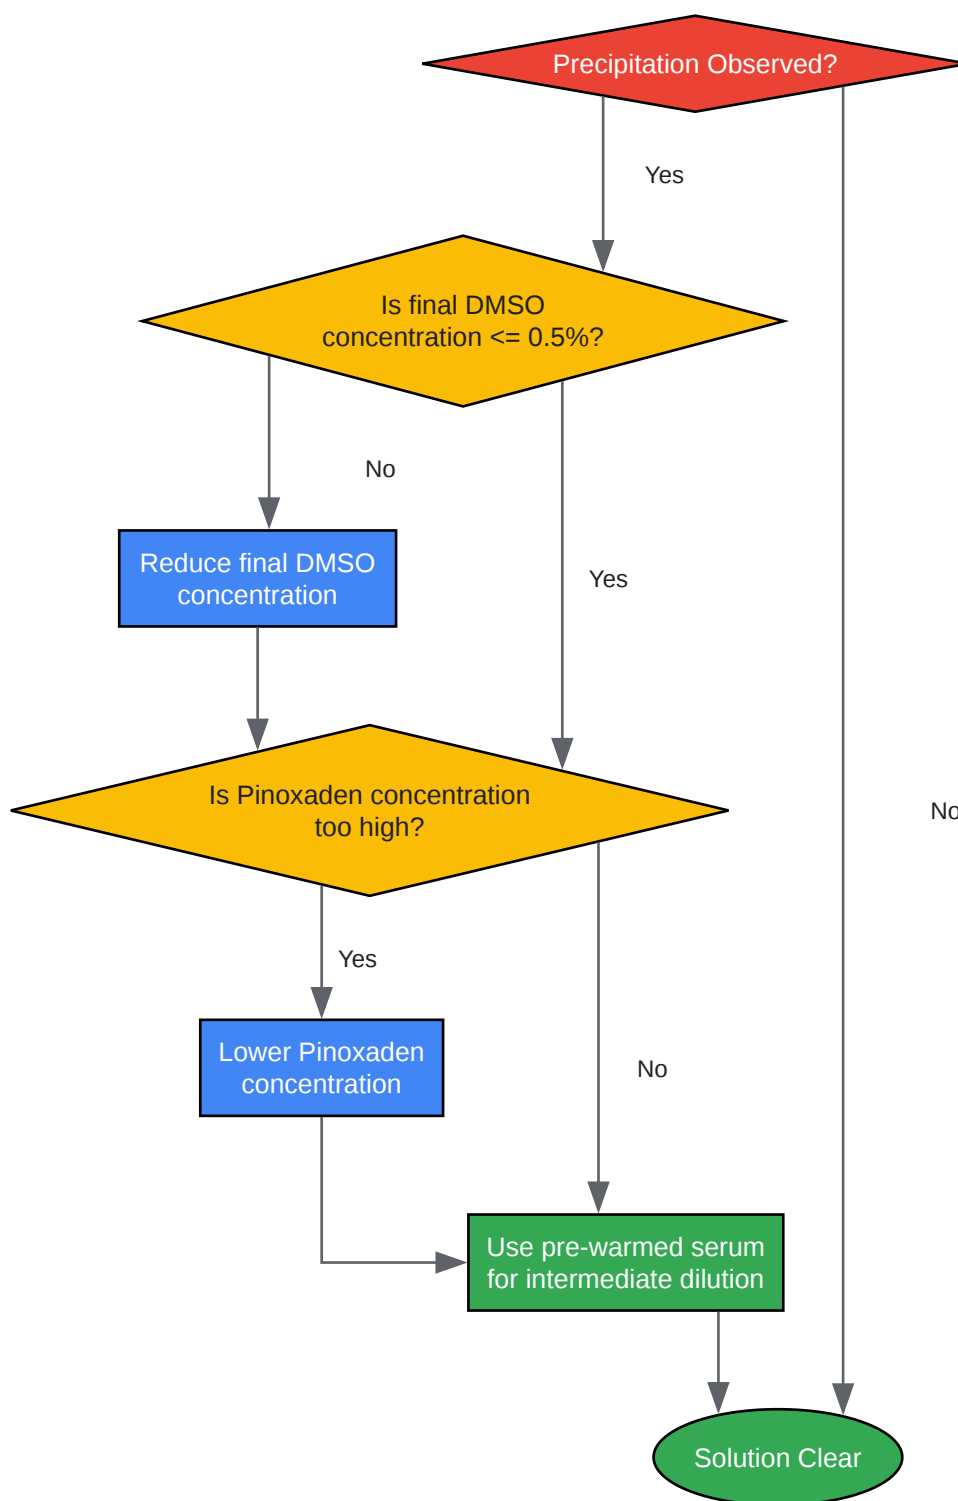 Precipitation Observed?
Yes
Is final DMSO
concentration <= 0.5%?
No
Reduce final DMSO
concentration
Yes
Is Pinoxaden concentration
too high?
No
Yes
Lower Pinoxaden
concentration
No
Use pre-warmed serum
for intermediate dilution
Solution Clear